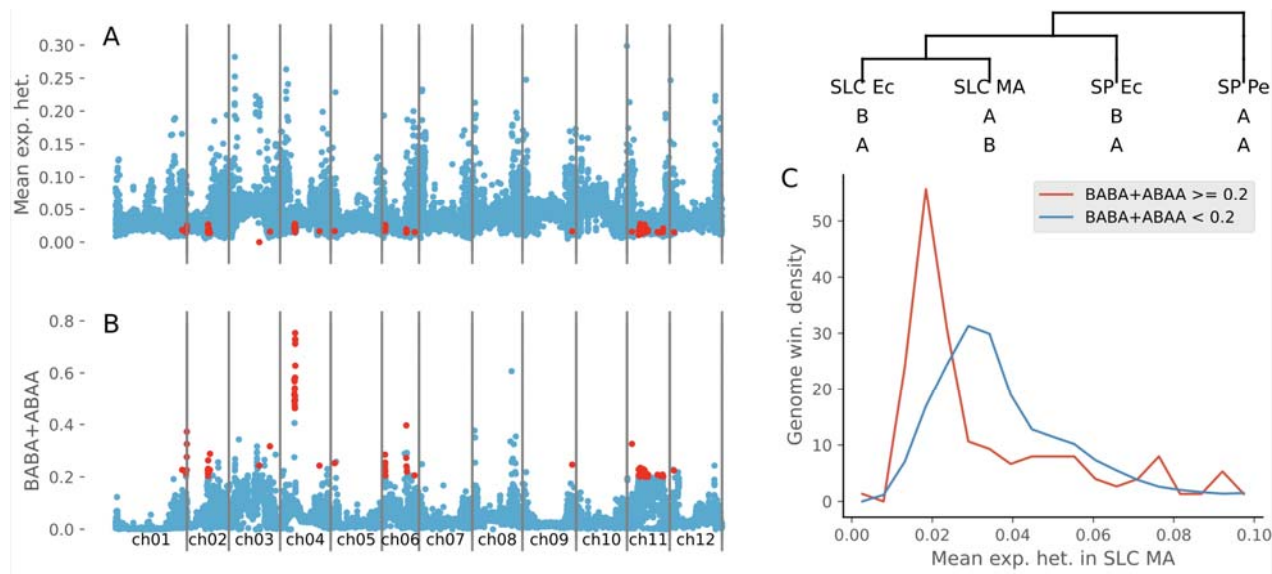 A
Mean exp. het.
0.30
0.25
0.20
0.15
0.10
0.05
0.00
B
BABA+ABAA
0.8
0.6
0.4
0.2
0.0
ch01 ch02 ch03 ch04 ch05 ch06 ch07 ch08 ch09 ch10 ch11 ch12
SLC Ec SLC MA SP Ec SP Pe
B A B A
A B A A
C
BABA+ABAA >= 0.2
BABA+ABAA < 0.2
Genome win. density
50
40
30
20
10
0
0.00 0.02 0.04 0.06 0.08 0.10
Mean exp. het. in SLC MA